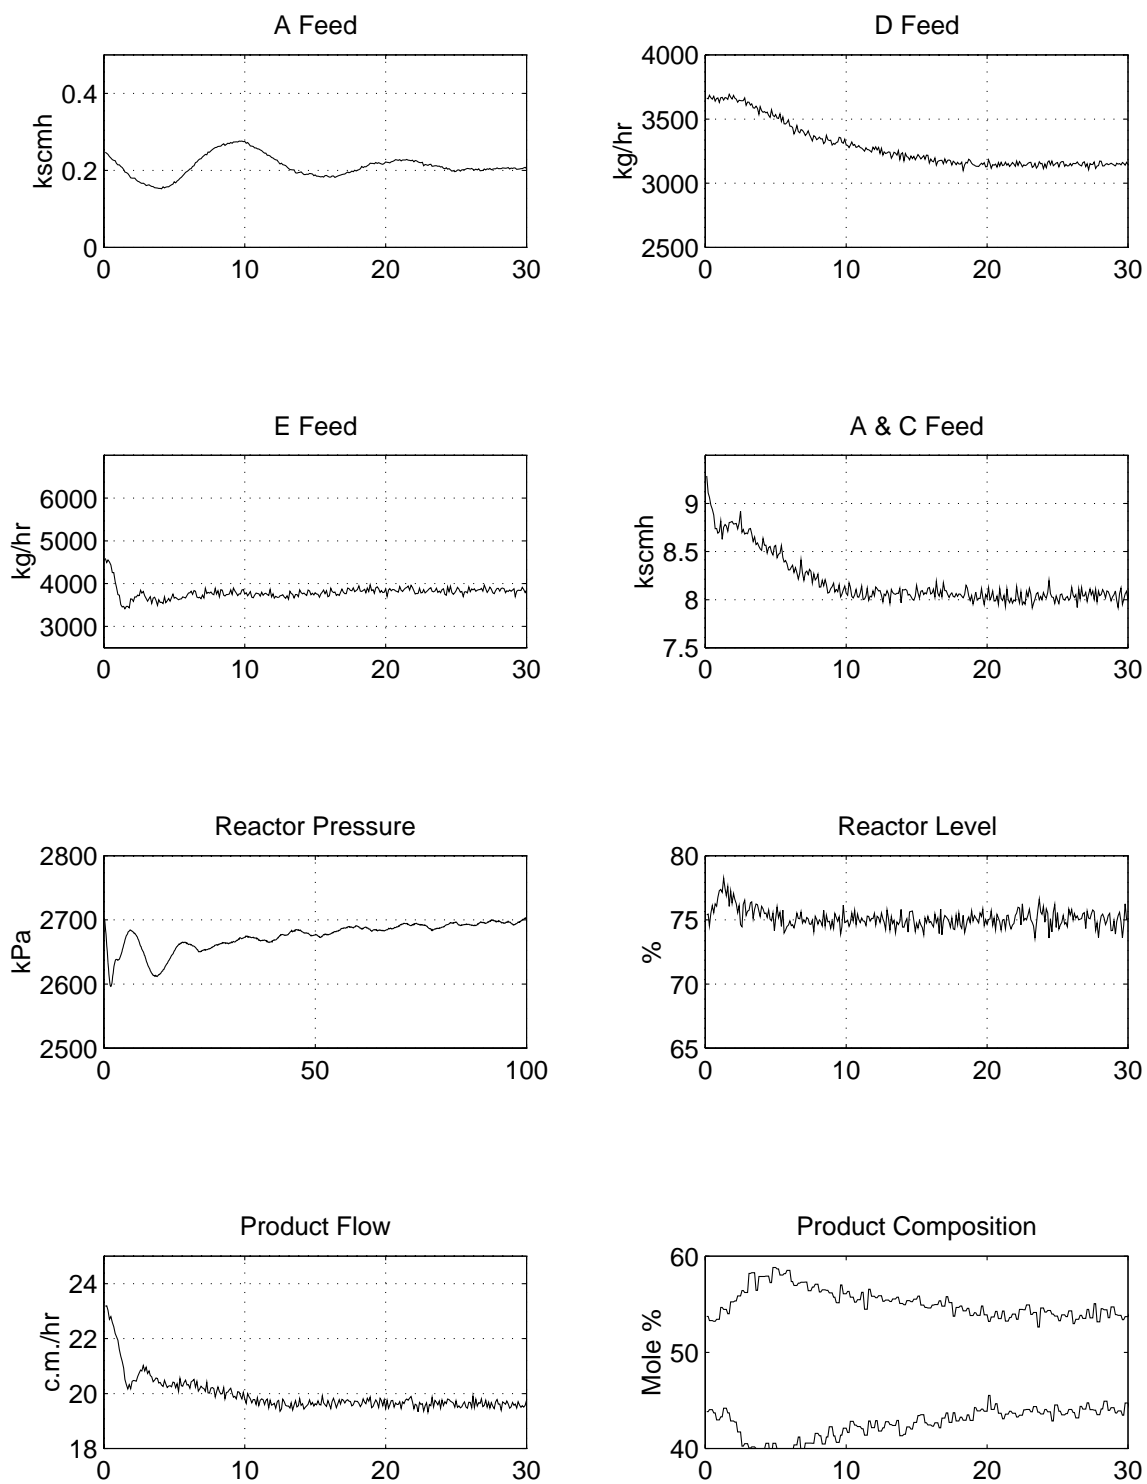 A Feed
kscmh
0.4
0.2
0
0 10 20 30
D Feed
kg/hr
4000
3500
3000
2500
0 10 20 30
E Feed
kg/hr
6000
5000
4000
3000
0 10 20 30
A & C Feed
kscmh
9
8.5
8
7.5
0 10 20 30
Reactor Pressure
kPa
2800
2700
2600
2500
0 50 100
Reactor Level
%
80
75
70
65
0 10 20 30
Product Flow
c.m./hr
24
22
20
18
0 10 20 30
Product Composition
Mole %
60
50
40
0 10 20 30